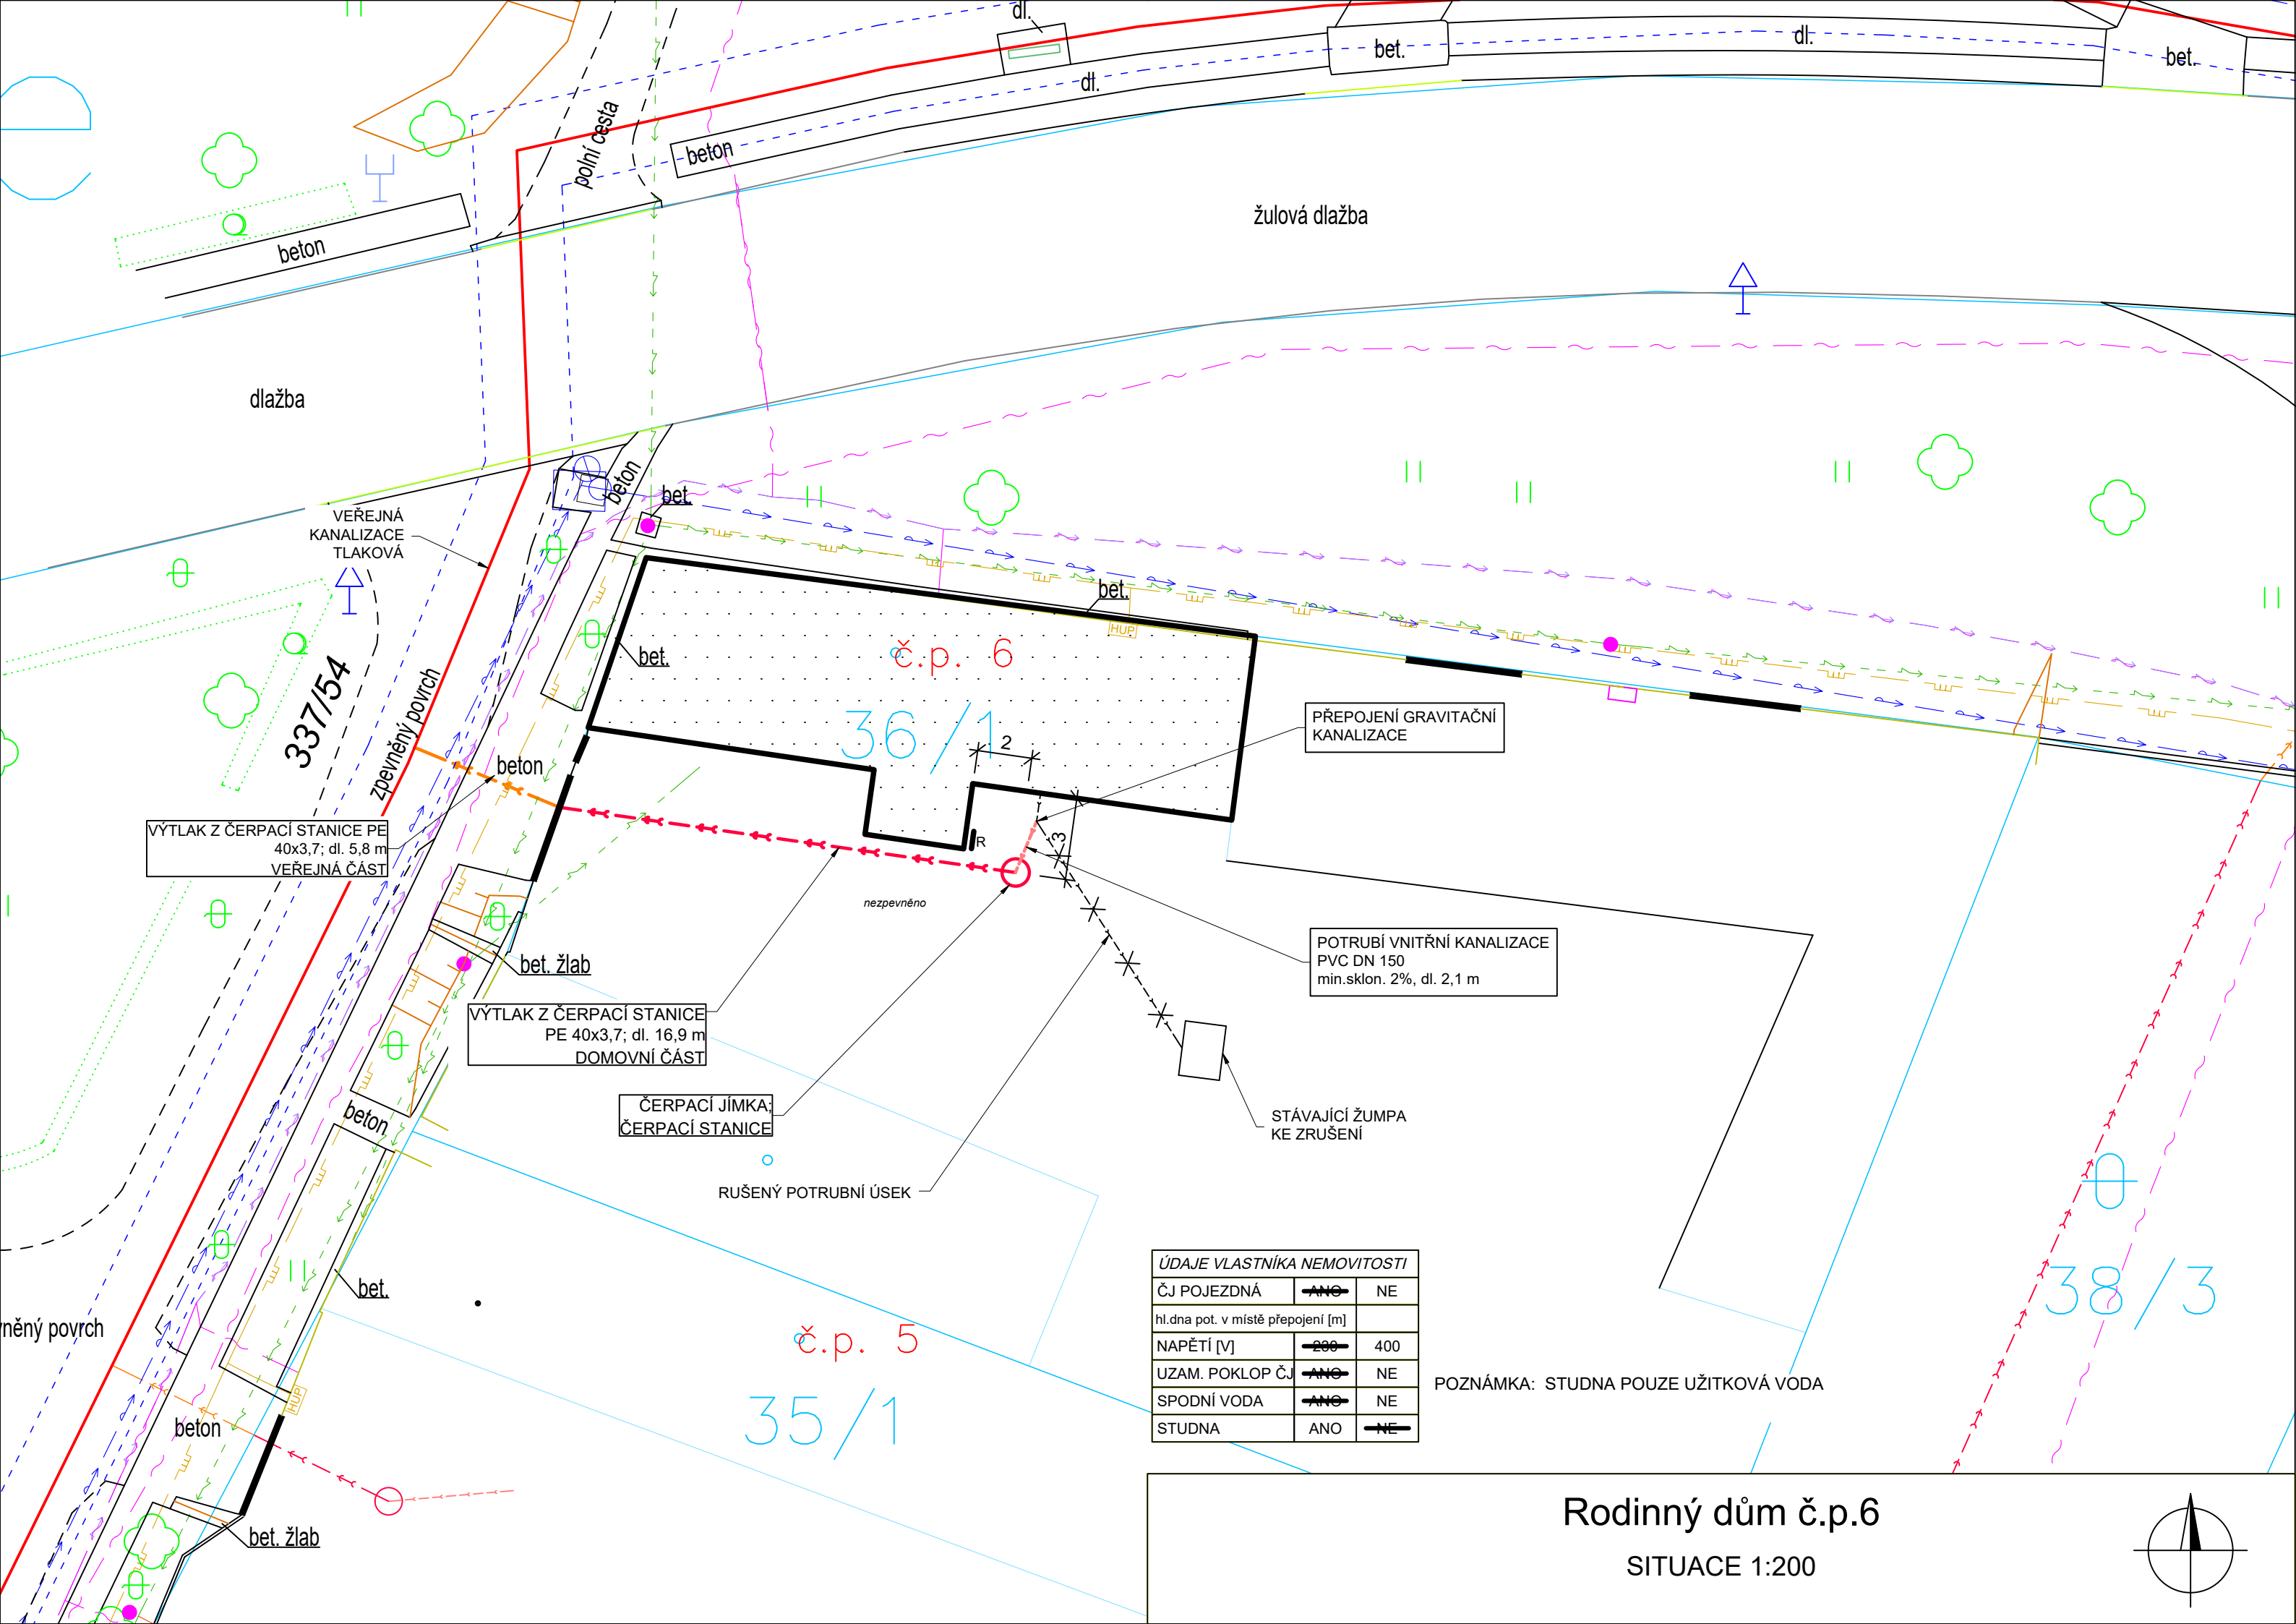 dl.
bet.
dl.
bet.
dl.
polní cesta
beton
žulová dlažba
beton
dlažba
beton
bet.
VEŘEJNÁ
KANALIZACE
TLAKOVÁ
bet.
HUP
č.p. 6
bet.
337/54
zpevněný povrch
36/1
2
PŘEPOJENÍ GRAVITAČNÍ
KANALIZACE
beton
VÝTLAK Z ČERPACÍ STANICE PE
40x3,7; dl. 5,8 m
VEŘEJNÁ ČÁST
3
R
nezpevněno
POTRUBÍ VNITŘNÍ KANALIZACE
PVC DN 150
min.sklon. 2%, dl. 2,1 m
bet. žlab
VÝTLAK Z ČERPACÍ STANICE
PE 40x3,7; dl. 16,9 m
DOMOVNÍ ČÁST
ČERPACÍ JÍMKA;
ČERPACÍ STANICE
beton
STÁVAJÍCÍ ŽUMPA
KE ZRUŠENÍ
RUŠENÝ POTRUBNÍ ÚSEK
bet.
vněný povrch
č.p. 5
35/1
38/3
HUP
beton
bet. žlab
ÚDAJE VLASTNÍKA NEMOVITOSTI
ČJ POJEZDNÁ ANO NE
hl.dna pot. v místě přepojení [m]
NAPĚTÍ [V] 230 400
UZAM. POKLOP ČJ ANO NE
SPODNÍ VODA ANO NE
STUDNA ANO NE
POZNÁMKA: STUDNA POUZE UŽITKOVÁ VODA
Rodinný dům č.p.6
SITUACE 1:200